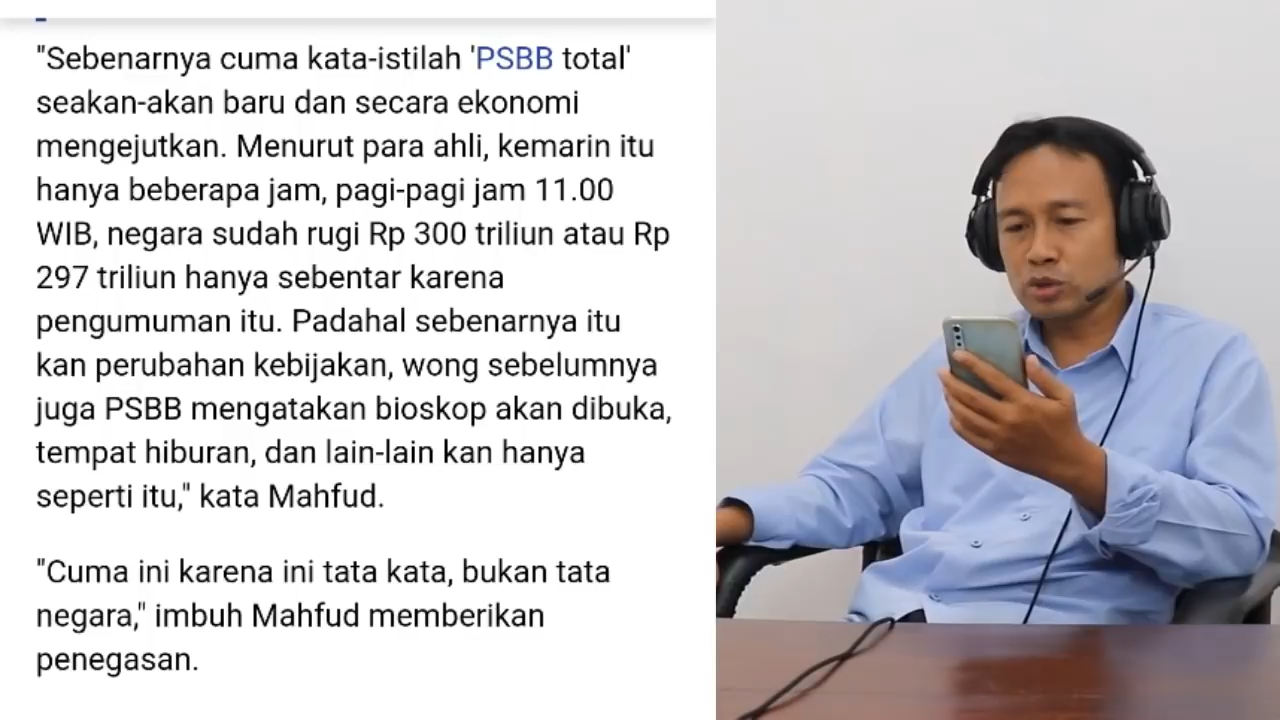 "Sebenarnya cuma kata-istilah 'PSBB total'
seakan-akan baru dan secara ekonomi
mengejutkan. Menurut para ahli, kemarin itu
hanya beberapa jam, pagi-pagi jam 11.00
WIB, negara sudah rugi Rp 300 triliun atau Rp
297 triliun hanya sebentar karena
pengumuman itu. Padahal sebenarnya itu
kan perubahan kebijakan, wong sebelumnya
juga PSBB mengatakan bioskop akan dibuka,
tempat hiburan, dan lain-lain kan hanya
seperti itu," kata Mahfud.
"Cuma ini karena ini tata kata, bukan tata
negara," imbuh Mahfud memberikan
penegasan.